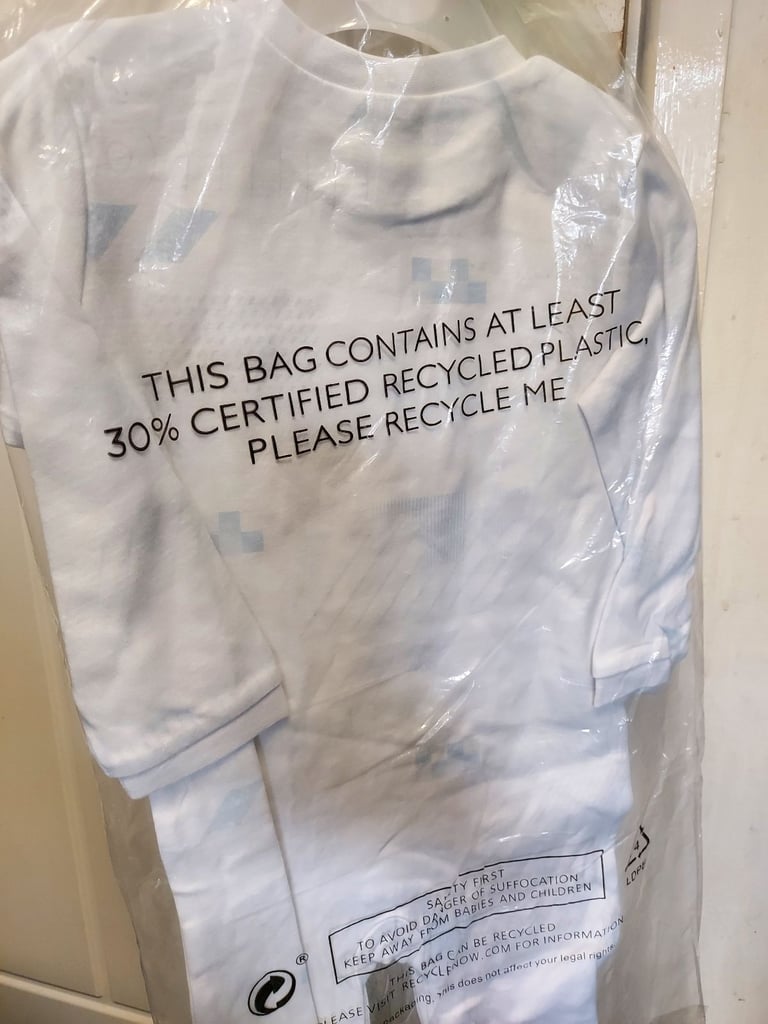 THIS BAG CONTAINS AT LEAST
30% CERTIFIED RECYCLED PLASTIC,
PLEASE RECYCLE ME
4
LDPE
FIRST
TO AVOID DANGER OF SUFFOCATION
KEEP AWAY FROM BABIES AND CHILDREN
®
THIS BAG CAN BE RECYCLED
PLEASE VISIT RECYCLENOW.COM FOR INFORMATION
packaging, this does not affect your legal rights.